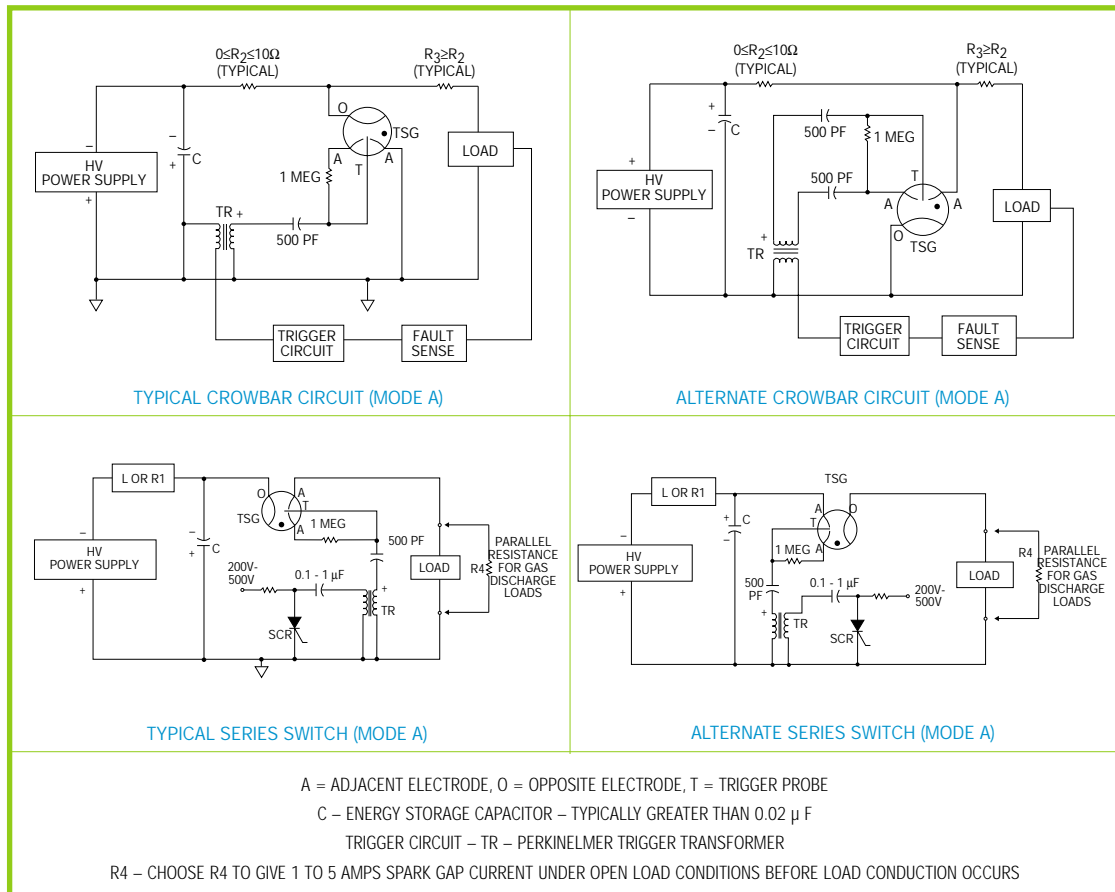 0≤R2≤10Ω
(TYPICAL)
R3≥R2
(TYPICAL)
O
TSG
–
C
+
–
HV
POWER SUPPLY
+
A
T
A
1 MEG
LOAD
TR
+
500 PF
TRIGGER
CIRCUIT
FAULT
SENSE
TYPICAL CROWBAR CIRCUIT (MODE A)
0≤R2≤10Ω
(TYPICAL)
R3≥R2
(TYPICAL)
+
–
C
500 PF
1 MEG
+
HV
POWER SUPPLY
–
500 PF
T
A
A
O
TSG
LOAD
+
TR
TRIGGER
CIRCUIT
FAULT
SENSE
ALTERNATE CROWBAR CIRCUIT (MODE A)
L OR R1
O
A
T
TSG
A
1 MEG
–
C
+
–
HV
POWER SUPPLY
+
500 PF
200V-
500V
0.1 - 1 µF
+
TR
SCR
LOAD
R4
PARALLEL
RESISTANCE
FOR GAS
DISCHARGE
LOADS
TYPICAL SERIES SWITCH (MODE A)
TSG
L OR R1
A
O
T
A
+
C
–
–
HV
POWER SUPPLY
+
1 MEG
500
PF
0.1 - 1 µF
200V-
500V
+
TR
SCR
LOAD
R4
PARALLEL
RESISTANCE
FOR GAS
DISCHARGE
LOADS
ALTERNATE SERIES SWITCH (MODE A)
A = ADJACENT ELECTRODE, O = OPPOSITE ELECTRODE, T = TRIGGER PROBE
C – ENERGY STORAGE CAPACITOR – TYPICALLY GREATER THAN 0.02 µ F
TRIGGER CIRCUIT – TR – PERKINELMER TRIGGER TRANSFORMER
R4 – CHOOSE R4 TO GIVE 1 TO 5 AMPS SPARK GAP CURRENT UNDER OPEN LOAD CONDITIONS BEFORE LOAD CONDUCTION OCCURS